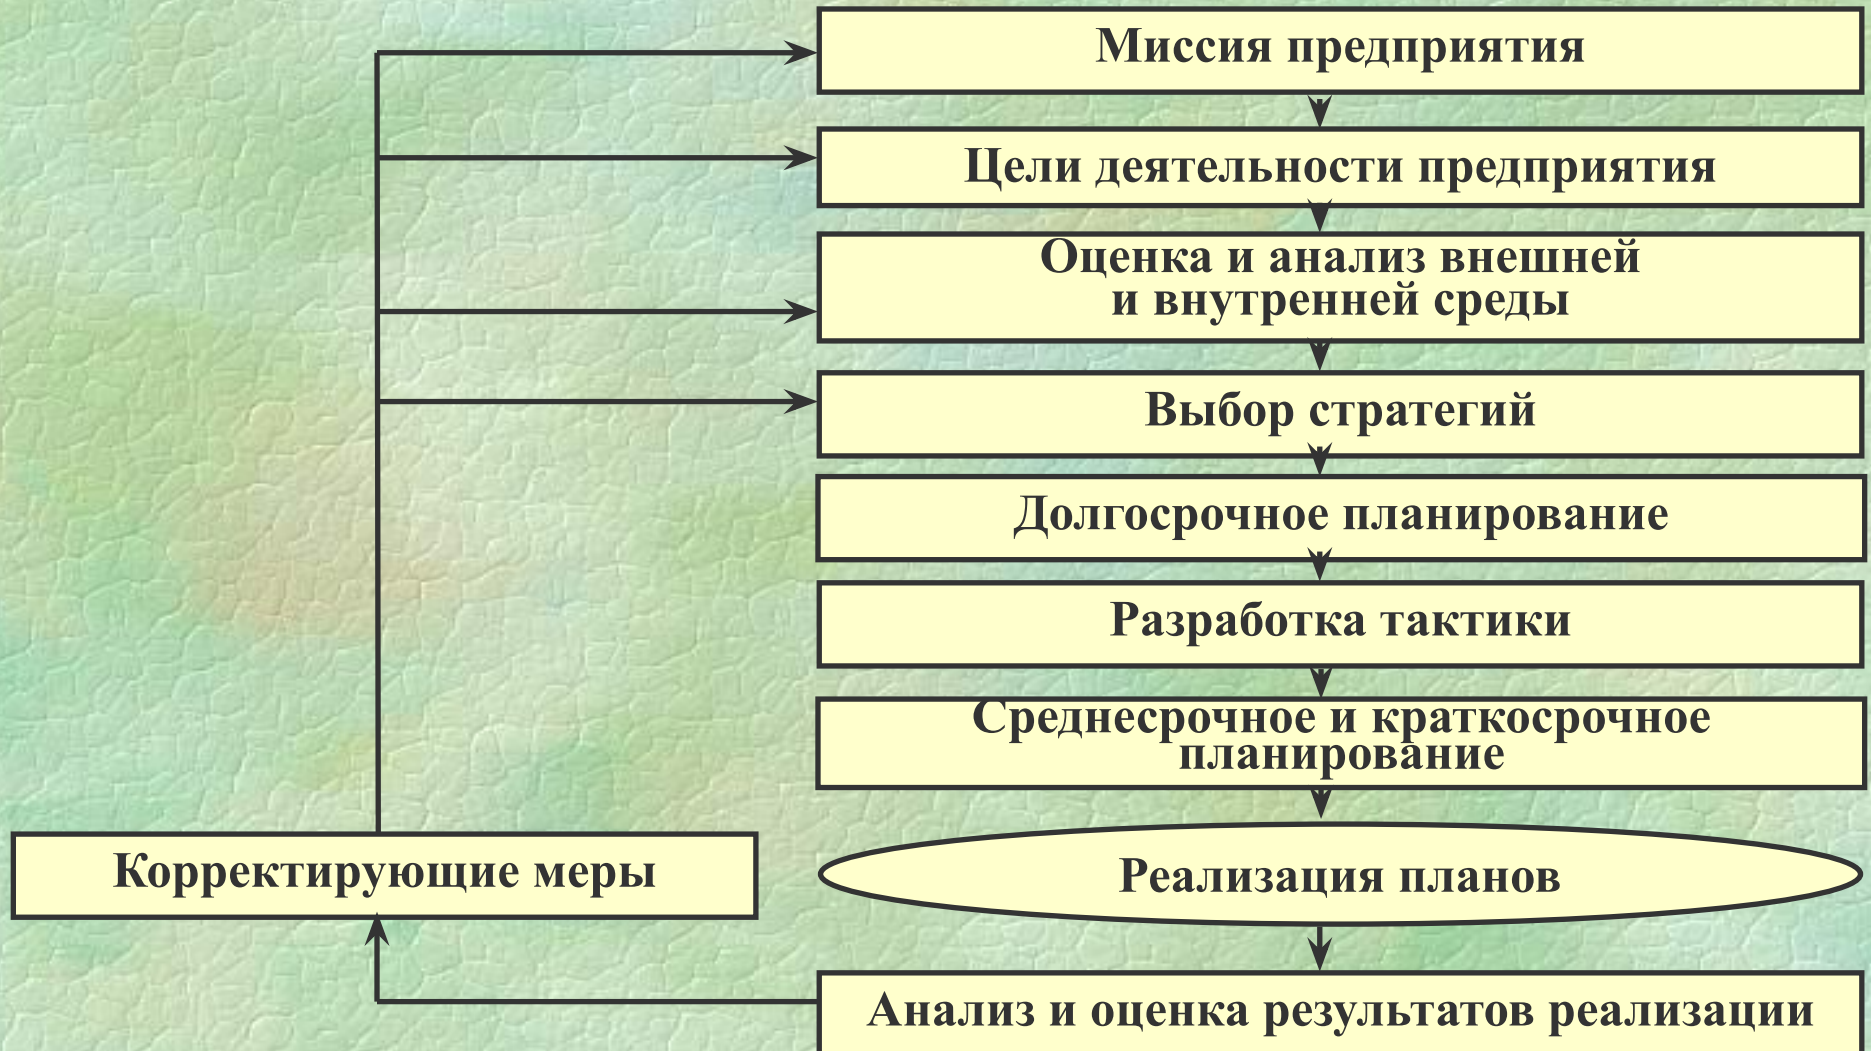 Миссия предприятия
Цели деятельности предприятия
Оценка и анализ внешней
и внутренней среды
Выбор стратегий
Долгосрочное планирование
Разработка тактики
Среднесрочное и краткосрочное
планирование
Корректирующие меры
Реализация планов
Анализ и оценка результатов реализации